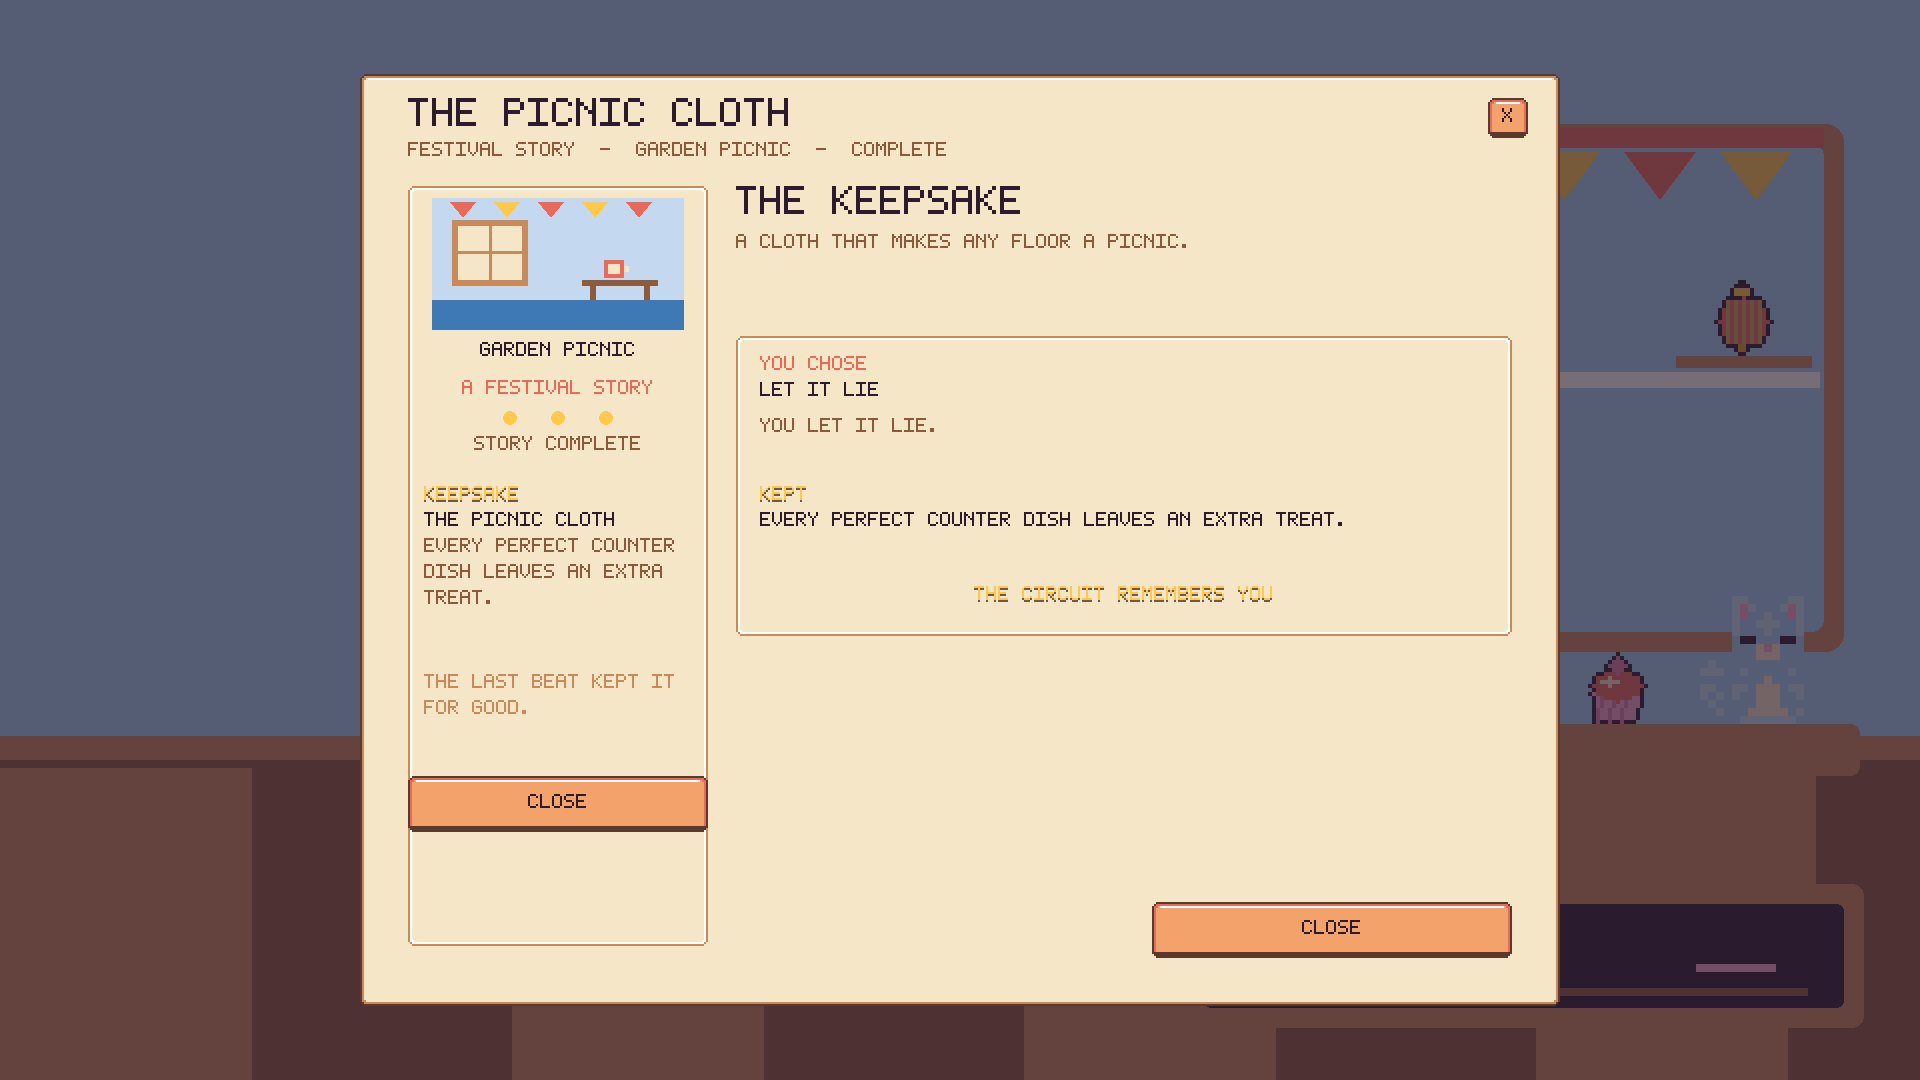 THE PICNIC CLOTH
X
FESTIVAL STORY - GARDEN PICNIC - COMPLETE
GARDEN PICNIC
A FESTIVAL STORY
STORY COMPLETE
KEEPSAKE
THE PICNIC CLOTH
EVERY PERFECT COUNTER
DISH LEAVES AN EXTRA
TREAT.
THE LAST BEAT KEPT IT
FOR GOOD.
CLOSE
THE KEEPSAKE
A CLOTH THAT MAKES ANY FLOOR A PICNIC.
YOU CHOSE
LET IT LIE
YOU LET IT LIE.
KEPT
EVERY PERFECT COUNTER DISH LEAVES AN EXTRA TREAT.
THE CIRCUIT REMEMBERS YOU
CLOSE